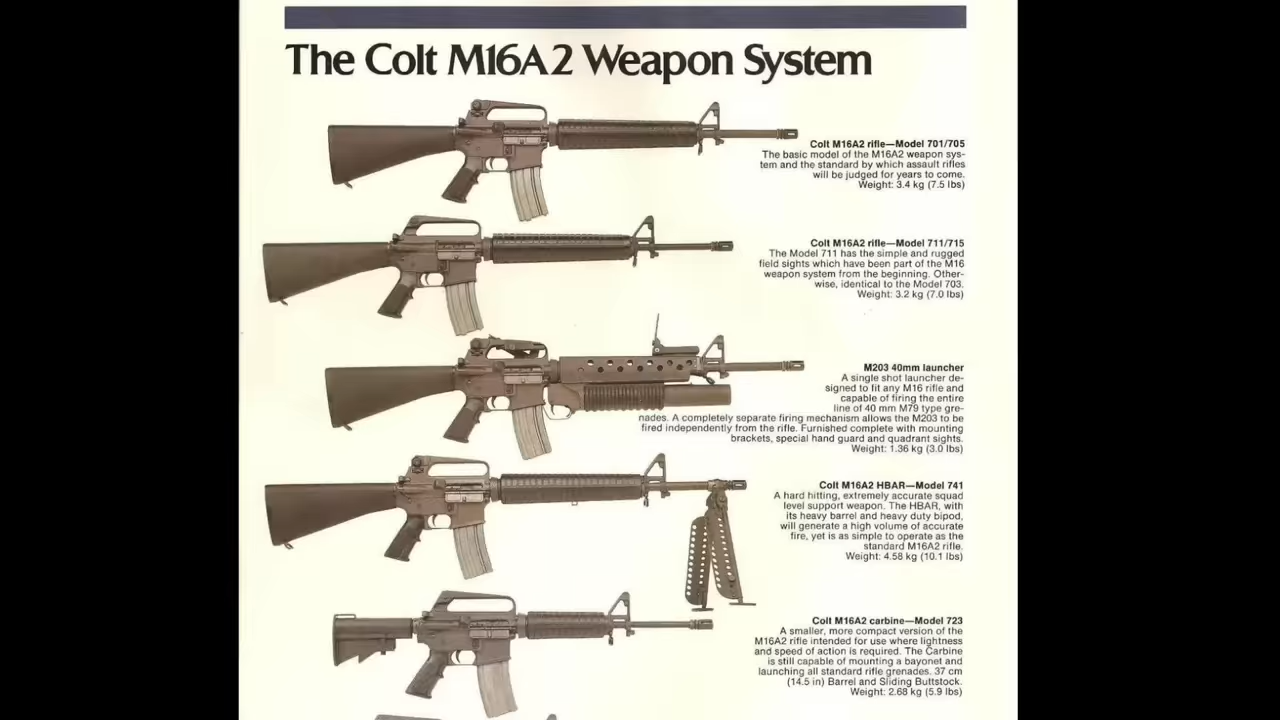 The Colt M16A2 Weapon System
Colt M16A2 rifle—Model 701/705
The basic model of the M16A2 weapon sys-
tem and the standard by which assault rifles
will be judged for years to come.
Weight: 3.4 kg (7.5 lbs)
Colt M16A2 rifle—Model 711/715
The Model 711 has the simple and rugged
field sights which have been part of the M16
weapon system from the beginning. Other-
wise, identical to the Model 703.
Weight: 3.2 kg (7.0 lbs)
M203 40mm launcher
A single shot launcher de-
signed to fit any M16 rifle and
capable of firing the entire
line of 40 mm M79 type gre-
nades. A completely separate firing mechanism allows the M203 to be
fired independently from the rifle. Furnished complete with mounting
brackets, special hand guard and quadrant sights.
Weight: 1.36 kg (3.0 lbs)
Colt M16A2 HBAR—Model 741
A hard hitting, extremely accurate squad
level support weapon. The HBAR, with
its heavy barrel and heavy duty bipod,
will generate a high volume of accurate
fire, yet is as simple to operate as the
standard M16A2 rifle.
Weight: 4.58 kg (10.1 lbs)
Colt M16A2 carbine—Model 723
A smaller, more compact version of the
M16A2 rifle intended for use where lightness
and speed of action is required. The Carbine
is still capable of mounting a bayonet and
launching all standard rifle grenades. 37 cm
(14.5 in) Barrel and Sliding Buttstock.
Weight: 2.68 kg (5.9 lbs)